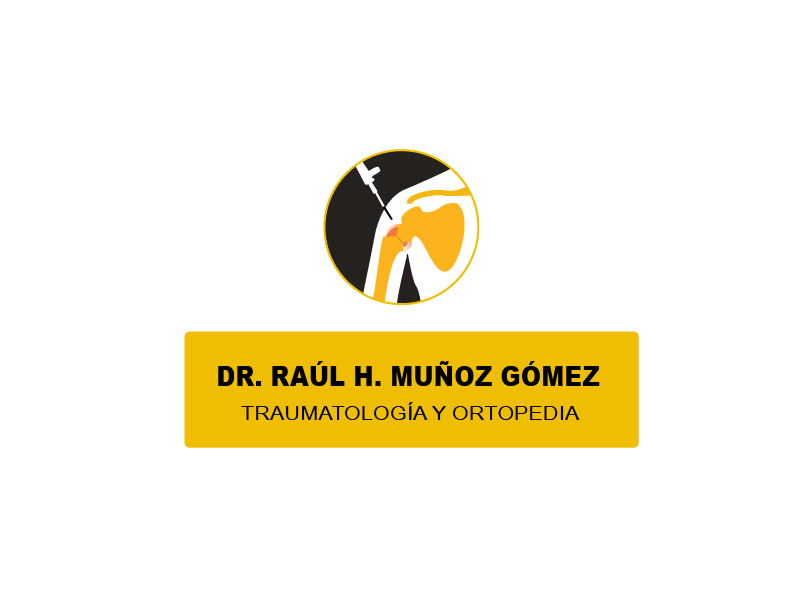 DR. RAÚL H. MUÑOZ GÓMEZ
TRAUMATOLOGÍA Y ORTOPEDIA